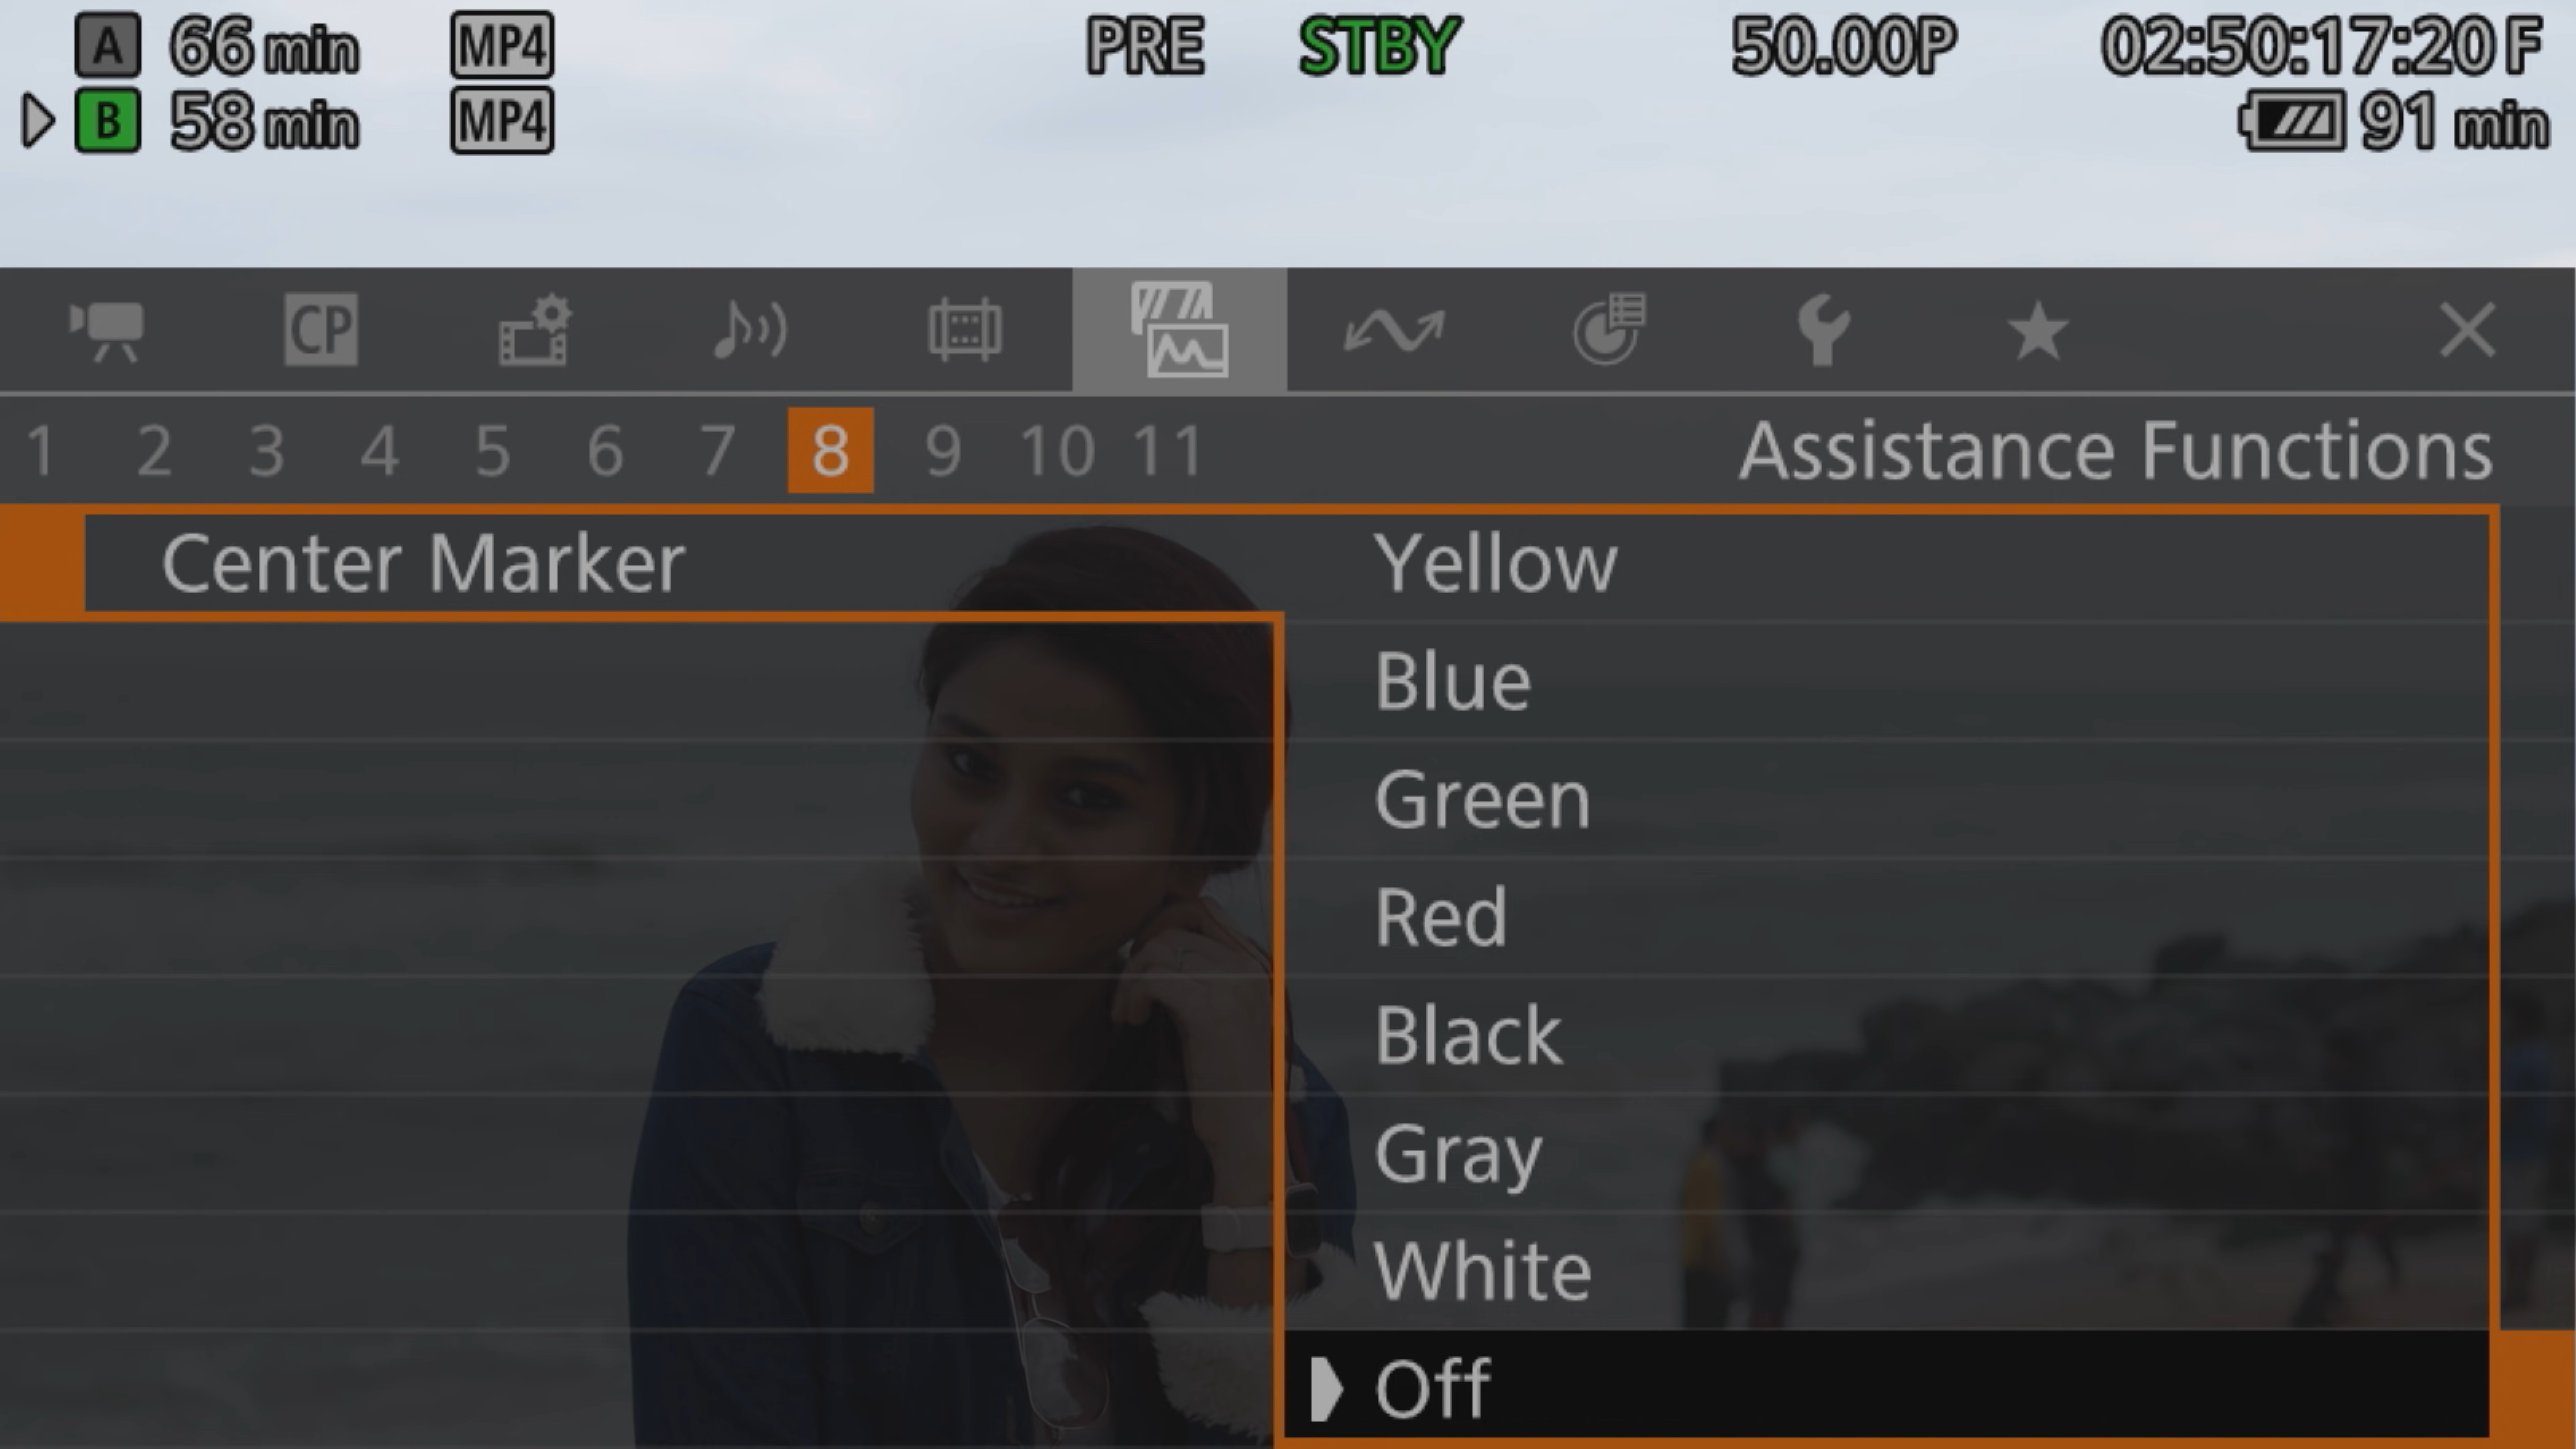 A 66 min MP4 PRE STBY 50.00P 02:50:17:20 F
B 58 min MP4 91 min
CP
1 2 3 4 5 6 7 8 9 10 11 Assistance Functions
Center Marker Yellow
Blue
Green
Red
Black
Gray
White
Off